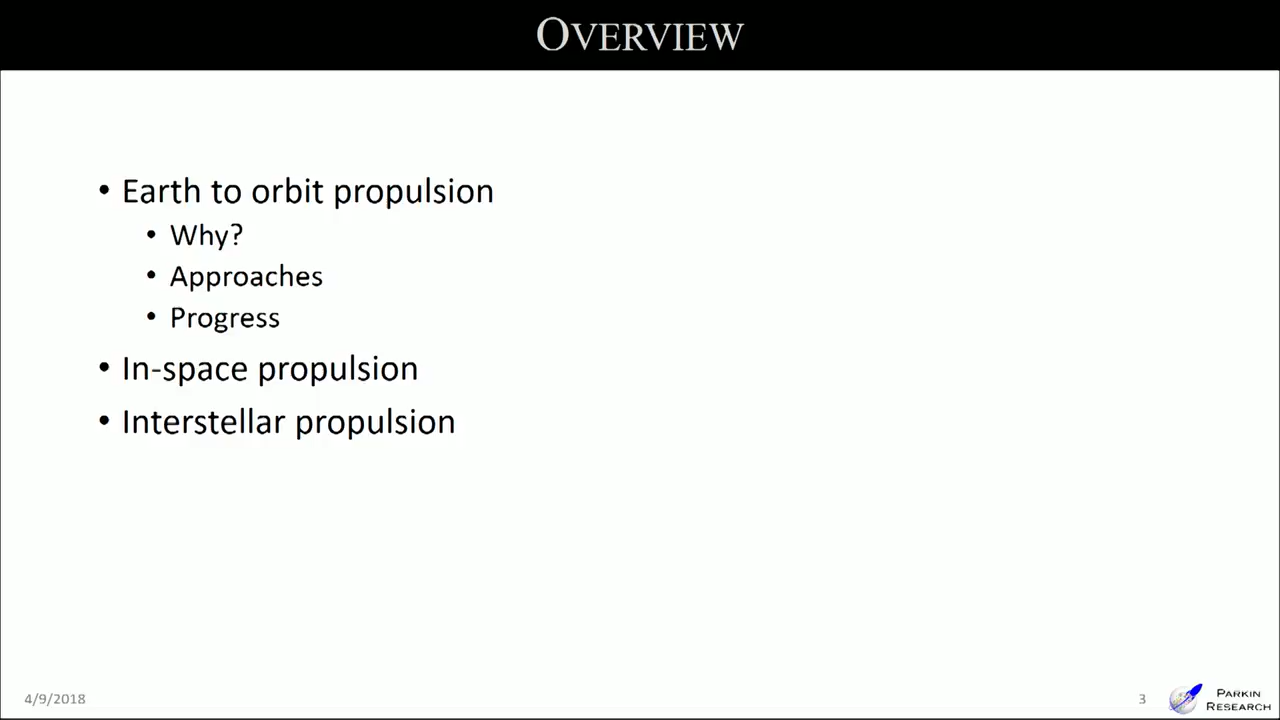 OVERVIEW
• Earth to orbit propulsion
• Why?
• Approaches
• Progress
• In-space propulsion
• Interstellar propulsion
4/9/2018
3
PARKIN
RESEARCH